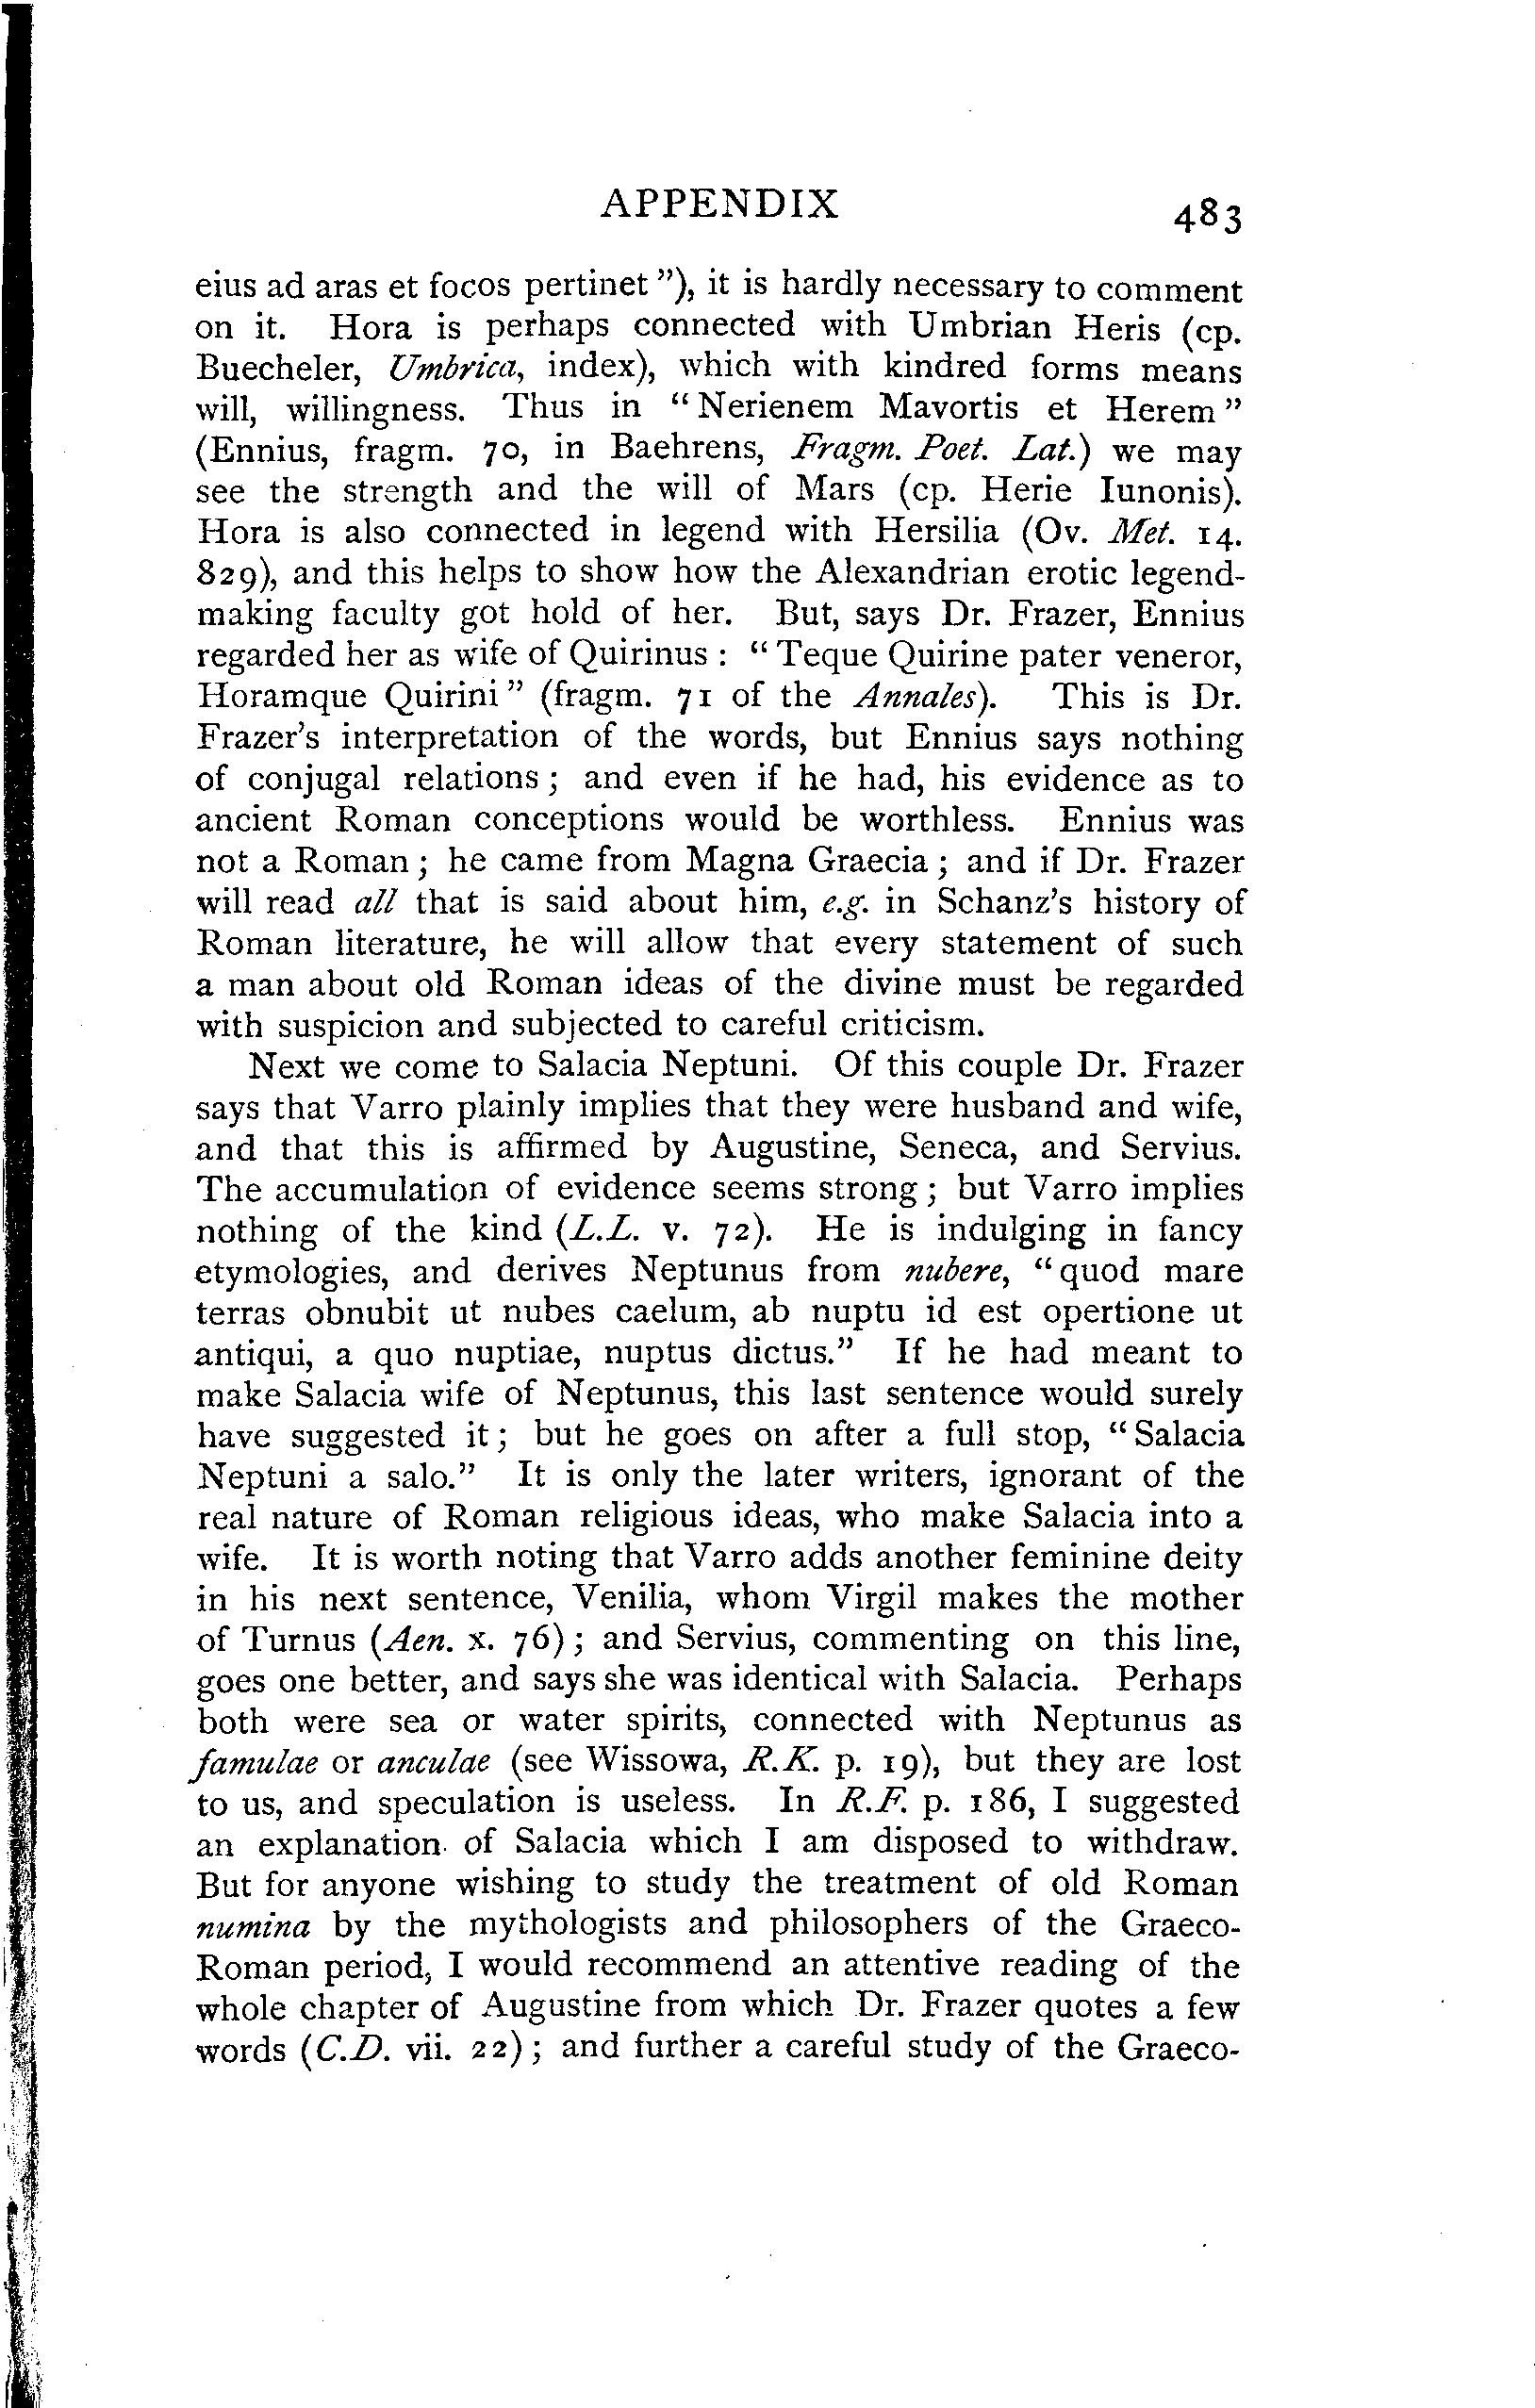 APPENDIX 483
eius ad aras et focos pertinet"), it is hardly necessary to comment
on it. Hora is perhaps connected with Umbrian Heris (cp.
Buecheler, Umbrica, index), which with kindred forms means
will, willingness. Thus in "Nerienem Mavortis et Herem"
(Ennius, fragm. 70, in Baehrens, Fragm. Poet. Lat.) we may
see the strength and the will of Mars (cp. Herie Iunonis).
Hora is also connected in legend with Hersilia (Ov. Met. 14.
829), and this helps to show how the Alexandrian erotic legend-
making faculty got hold of her. But, says Dr. Frazer, Ennius
regarded her as wife of Quirinus : "Teque Quirine pater veneror,
Horamque Quirini" (fragm. 71 of the Annales). This is Dr.
Frazer's interpretation of the words, but Ennius says nothing
of conjugal relations; and even if he had, his evidence as to
ancient Roman conceptions would be worthless. Ennius was
not a Roman; he came from Magna Graecia; and if Dr. Frazer
will read all that is said about him, e.g. in Schanz's history of
Roman literature, he will allow that every statement of such
a man about old Roman ideas of the divine must be regarded
with suspicion and subjected to careful criticism.
Next we come to Salacia Neptuni. Of this couple Dr. Frazer
says that Varro plainly implies that they were husband and wife,
and that this is affirmed by Augustine, Seneca, and Servius.
The accumulation of evidence seems strong; but Varro implies
nothing of the kind (L.L. v. 72). He is indulging in fancy
etymologies, and derives Neptunus from nubere, "quod mare
terras obnubit ut nubes caelum, ab nuptu id est opertione ut
antiqui, a quo nuptiae, nuptus dictus." If he had meant to
make Salacia wife of Neptunus, this last sentence would surely
have suggested it; but he goes on after a full stop, "Salacia
Neptuni a salo." It is only the later writers, ignorant of the
real nature of Roman religious ideas, who make Salacia into a
wife. It is worth noting that Varro adds another feminine deity
in his next sentence, Venilia, whom Virgil makes the mother
of Turnus (Aen. x. 76); and Servius, commenting on this line,
goes one better, and says she was identical with Salacia. Perhaps
both were sea or water spirits, connected with Neptunus as
famulae or anculae (see Wissowa, R.K. p. 19), but they are lost
to us, and speculation is useless. In R.F. p. 186, I suggested
an explanation of Salacia which I am disposed to withdraw.
But for anyone wishing to study the treatment of old Roman
numina by the mythologists and philosophers of the Graeco-
Roman period, I would recommend an attentive reading of the
whole chapter of Augustine from which Dr. Frazer quotes a few
words (C.D. vii. 22); and further a careful study of the Graeco-